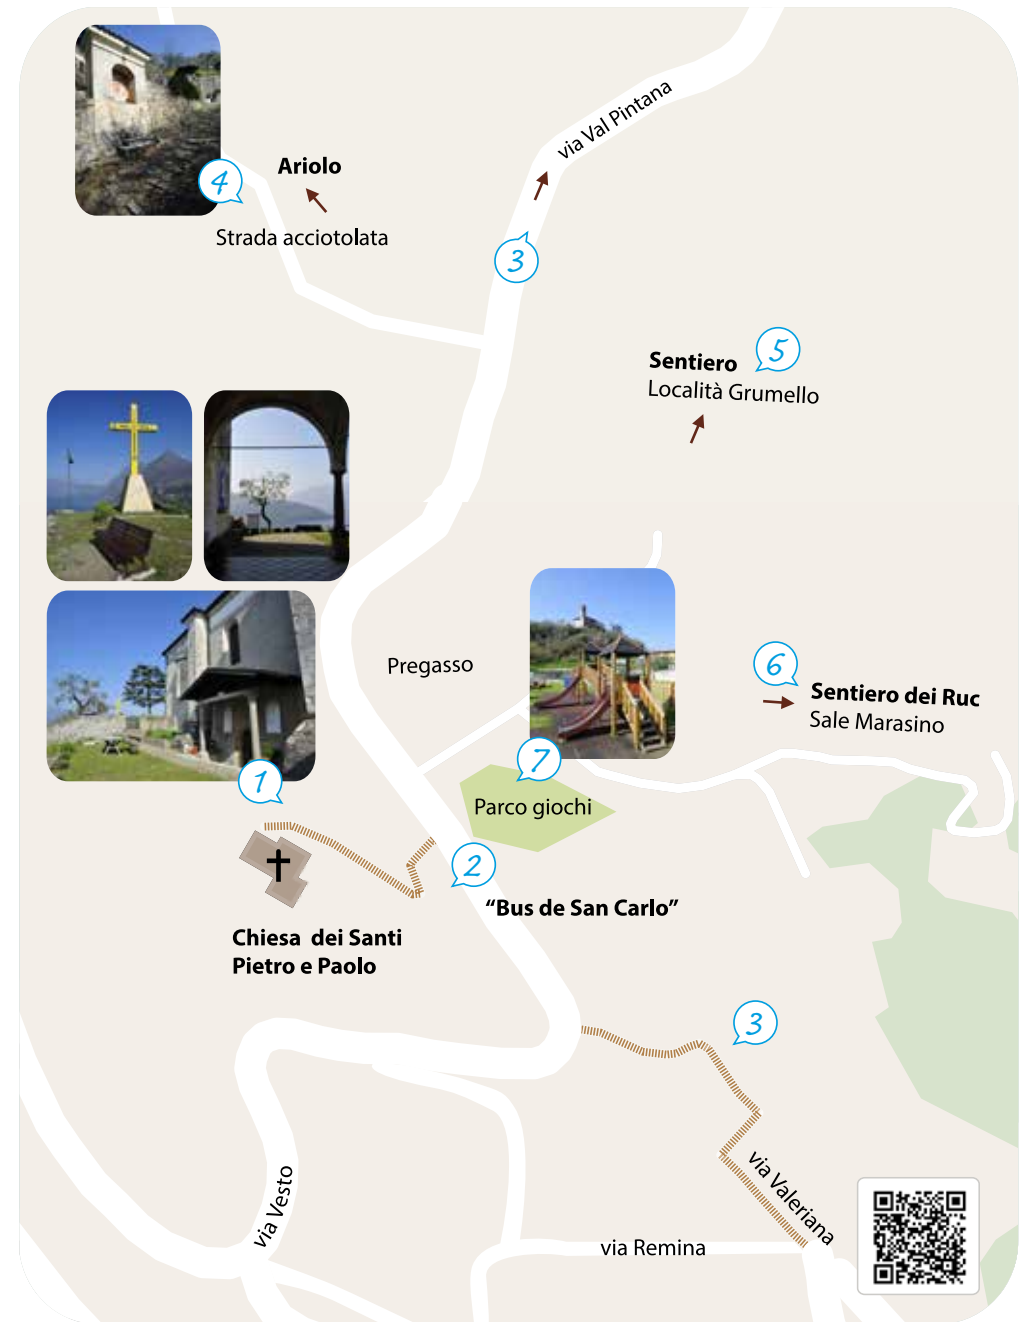 via Val Pintana
Ariolo
4
Strada acciotolata
3
5
Sentiero
Località Grumello
Pregasso
6
Sentiero dei Ruc
Sale Marasino
7
1
Parco giochi
2
“Bus de San Carlo”
Chiesa dei Santi
Pietro e Paolo
3
via Valeriana
via Vesto
via Remina